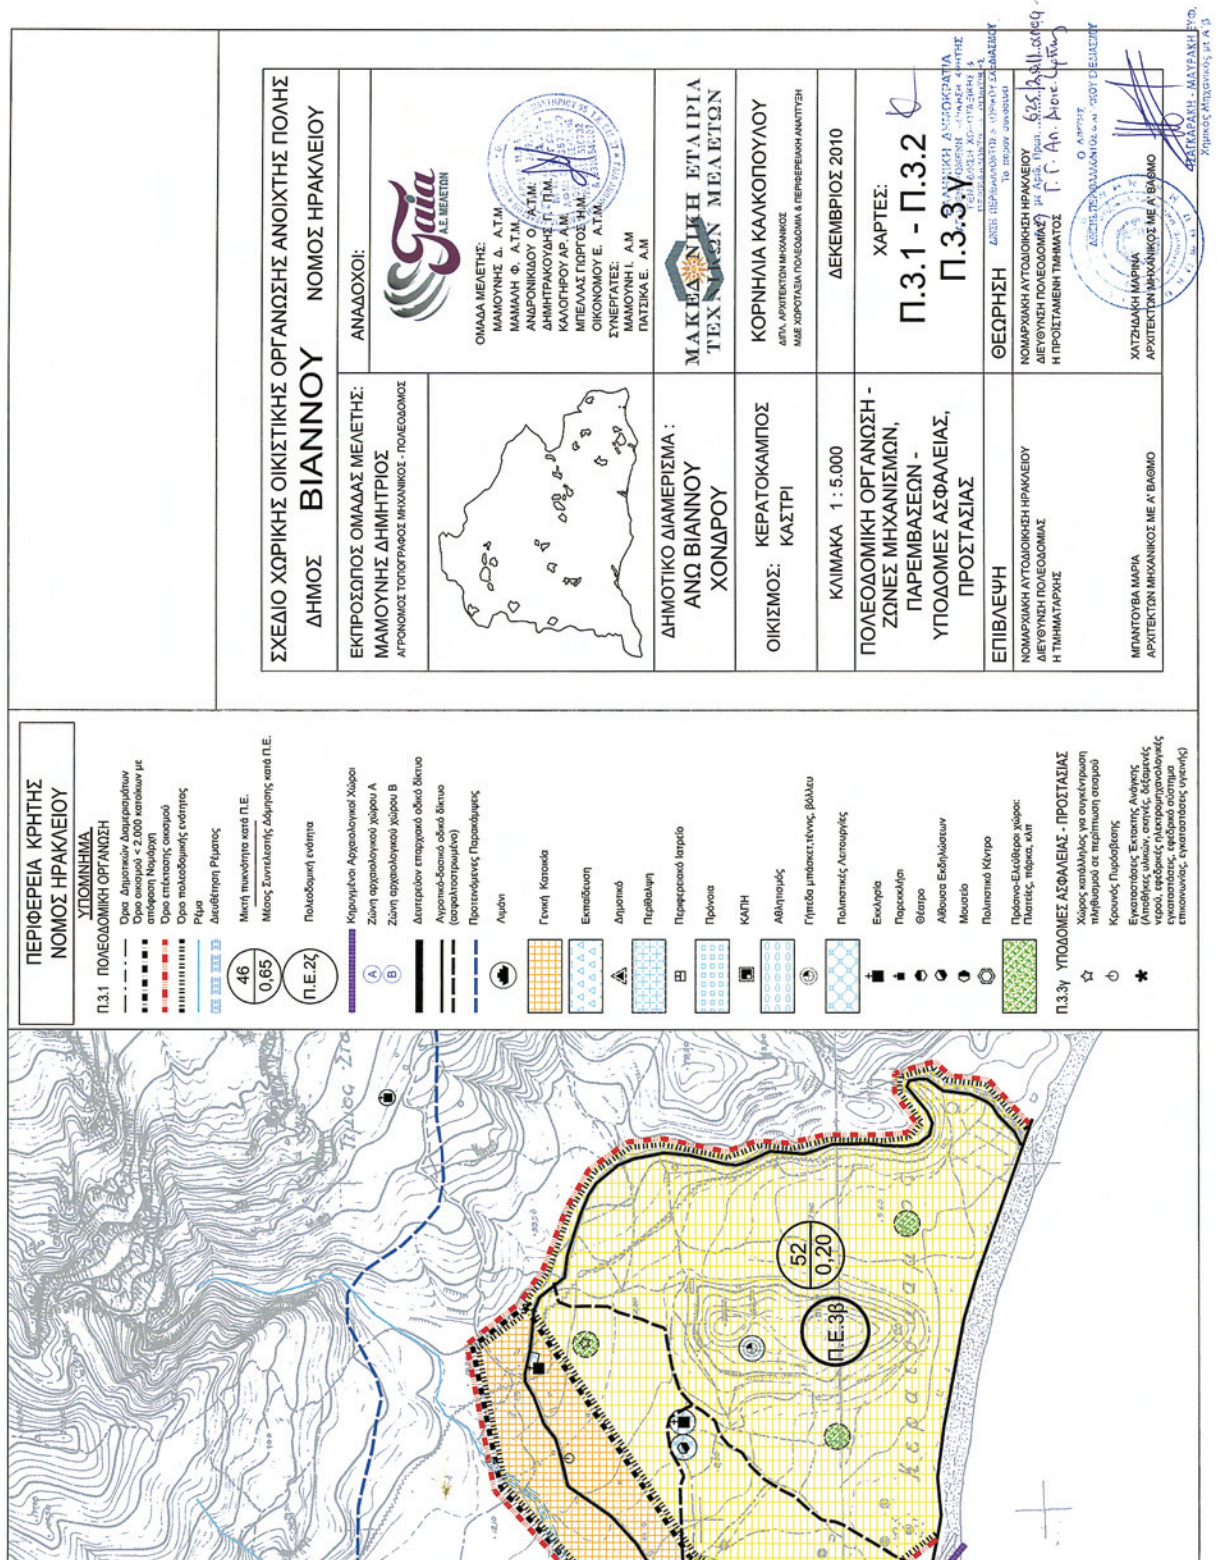 ΣΧΕΔΙΟ ΧΩΡΙΚΗΣ ΟΙΚΙΣΤΙΚΗΣ ΟΡΓΑΝΩΣΗΣ ΑΝΟΙΧΤΗΣ ΠΟΛΗΣ
ΔΗΜΟΣ ΒΙΑΝΝΟΥ ΝΟΜΟΣ ΗΡΑΚΛΕΙΟΥ
ΕΚΠΡΟΣΩΠΟΣ ΟΜΑΔΑΣ ΜΕΛΕΤΗΣ:
ΜΑΜΟΥΝΗΣ ΔΗΜΗΤΡΙΟΣ
ΑΓΡΟΝΟΜΟΣ ΤΟΠΟΓΡΑΦΟΣ ΜΗΧΑΝΙΚΟΣ - ΠΟΛΕΟΔΟΜΟΣ
ΑΝΑΔΟΧΟΙ:
Γaia
Α.Ε. ΜΕΛΕΤΩΝ
ΟΜΑΔΑ ΜΕΛΕΤΗΣ:
ΜΑΜΟΥΝΗΣ Δ. Α.Τ.Μ
ΜΑΜΑΛΗ Φ. Α.Τ.Μ.
ΑΝΔΡΟΝΙΚΙΔΟΥ Ο. Α.Τ.Μ.
ΔΗΜΗΤΡΑΚΟΥΔΗΣ Γ. Π.Μ.
ΚΑΛΟΓΗΡΟΥ ΑΡ. Α.Μ.
ΜΠΕΛΛΑΣ ΓΙΩΡΓΟΣ Η.Μ.
ΟΙΚΟΝΟΜΟΥ Ε. Α.Τ.Μ.
ΣΥΝΕΡΓΑΤΕΣ:
ΜΑΜΟΥΝΗ Ι. Α.Μ
ΠΑΤΣΙΚΑ Ε. Α.Μ
ΔΗΜΟΤΙΚΟ ΔΙΑΜΕΡΙΣΜΑ :
ΑΝΩ ΒΙΑΝΝΟΥ
ΧΟΝΔΡΟΥ
ΜΑΚΕΔΟΝΙΚΗ ΕΤΑΙΡΙΑ
ΤΕΧΝΙΚΩΝ ΜΕΛΕΤΩΝ
ΟΙΚΙΣΜΟΣ: ΚΕΡΑΤΟΚΑΜΠΟΣ
ΚΑΣΤΡΙ
ΚΟΡΝΗΛΙΑ ΚΑΛΚΟΠΟΥΛΟΥ
ΔΙΠΛ. ΑΡΧΙΤΕΚΤΩΝ ΜΗΧΑΝΙΚΟΣ
ΜΔΕ ΧΩΡΟΤΑΞΙΑ ΠΟΛΕΟΔΟΜΙΑ & ΠΕΡΙΦΕΡΕΙΑΚΗ ΑΝΑΠΤΥΞΗ
ΚΛΙΜΑΚΑ 1 : 5.000
ΔΕΚΕΜΒΡΙΟΣ 2010
ΠΟΛΕΟΔΟΜΙΚΗ ΟΡΓΑΝΩΣΗ -
ΖΩΝΕΣ ΜΗΧΑΝΙΣΜΩΝ,
ΠΑΡΕΜΒΑΣΕΩΝ -
ΥΠΟΔΟΜΕΣ ΑΣΦΑΛΕΙΑΣ,
ΠΡΟΣΤΑΣΙΑΣ
ΧΑΡΤΕΣ:
Π.3.1 - Π.3.2
Π.3.3.γ
ΕΠΙΒΛΕΨΗ
ΝΟΜΑΡΧΙΑΚΗ ΑΥΤΟΔΙΟΙΚΗΣΗ ΗΡΑΚΛΕΙΟΥ
ΔΙΕΥΘΥΝΣΗ ΠΟΛΕΟΔΟΜΙΑΣ
Η ΤΜΗΜΑΤΑΡΧΗΣ
ΜΠΑΝΤΟΥΒΑ ΜΑΡΙΑ
ΑΡΧΙΤΕΚΤΩΝ ΜΗΧΑΝΙΚΟΣ ΜΕ Α' ΒΑΘΜΟ
ΘΕΩΡΗΣΗ
ΝΟΜΑΡΧΙΑΚΗ ΑΥΤΟΔΙΟΙΚΗΣΗ ΗΡΑΚΛΕΙΟΥ
ΔΙΕΥΘΥΝΣΗ ΠΟΛΕΟΔΟΜΙΑΣ
Η ΠΡΟΪΣΤΑΜΕΝΗ ΤΜΗΜΑΤΟΣ
ΧΑΤΖΗΔΑΚΗ ΜΑΡΙΝΑ
ΑΡΧΙΤΕΚΤΩΝ ΜΗΧΑΝΙΚΟΣ ΜΕ Α' ΒΑΘΜΟ
ΤΣΑΓΚΑΡΑΚΗ - ΜΑΥΡΑΚΗ ΕΥΦ.
Χημικός Μηχανικός με Α'β
ΠΕΡΙΦΕΡΕΙΑ ΚΡΗΤΗΣ
ΝΟΜΟΣ ΗΡΑΚΛΕΙΟΥ
ΥΠΟΜΝΗΜΑ
Π.3.1 ΠΟΛΕΟΔΟΜΙΚΗ ΟΡΓΑΝΩΣΗ
Όρια Δημοτικών Διαμερισμάτων
Όριο οικισμού < 2.000 κατοίκων με
απόφαση Νομάρχη
Όριο επέκτασης οικισμού
Όριο πολεοδομικής ενότητας
Ρέμα
Διευθέτηση Ρέματος
46
0,65
Μεικτή πυκνότητα κατά Π.Ε.
Μέσος Συντελεστής Δόμησης κατά Π.Ε.
Π.Ε.2ζ
Πολεοδομική ενότητα
Κηρυγμένοι Αρχαιολογικοί Χώροι
A Ζώνη αρχαιολογικού χώρου Α
B Ζώνη αρχαιολογικού χώρου Β
Δευτερεύον επαρχιακό οδικό δίκτυο
Αγροτικό-δασικό οδικό δίκτυο
(ασφαλτοστρωμένο)
Προτεινόμενες Παρακάμψεις
Λιμάνι
Γενική Κατοικία
Εκπαίδευση
Δημοτικό
Περίθαλψη
Περιφερειακό Ιατρείο
Πρόνοια
ΚΑΠΗ
Αθλητισμός
Γήπεδα μπάσκετ,τέννις, βόλλευ
Πολιτιστικές Λειτουργίες
Εκκλησία
Παρεκκλήσι
Θέατρο
Αίθουσα Εκδηλώσεων
Μουσείο
Πολιτιστικό Κέντρο
Πράσινο-Ελεύθεροι χώροι:
Πλατείες, πάρκα, κλπ
Π.3.3γ ΥΠΟΔΟΜΕΣ ΑΣΦΑΛΕΙΑΣ - ΠΡΟΣΤΑΣΙΑΣ
Χώρος κατάλληλος για συγκέντρωση
πληθυσμού σε περίπτωση σεισμού
Κρουνός Πυρόσβεσης
Εγκαταστάσεις Έκτακτης Ανάγκης
(Αποθήκες υλικών, σκηνές, δεξαμενές
νερού, εφεδρικές ηλεκτρομηχανολογικές
εγκαταστάσεις, εφεδρικό σύστημα
επικοινωνίας, εγκαταστάσεις υγιεινής)
52
0,20
Π.Ε.3β